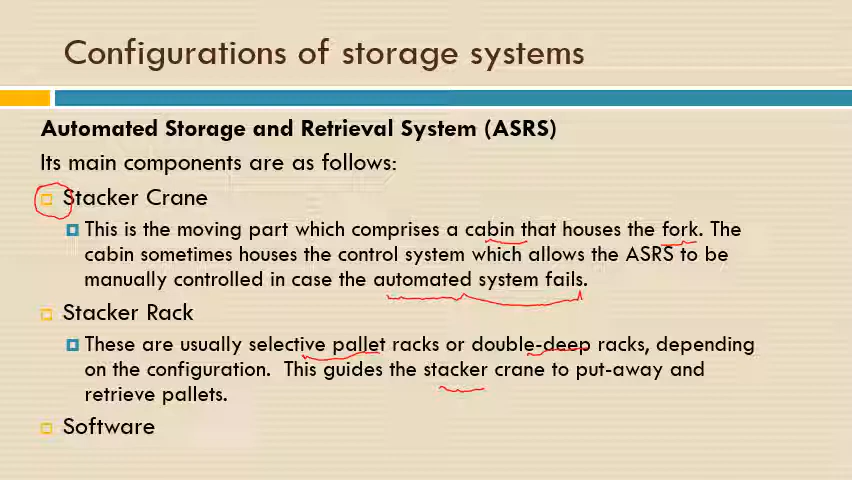 Configurations of storage systems
Automated Storage and Retrieval System (ASRS)
Its main components are as follows:
Stacker Crane
This is the moving part which comprises a cabin that houses the fork. The
cabin sometimes houses the control system which allows the ASRS to be
manually controlled in case the automated system fails.
Stacker Rack
These are usually selective pallet racks or double-deep racks, depending
on the configuration. This guides the stacker crane to put-away and
retrieve pallets.
Software